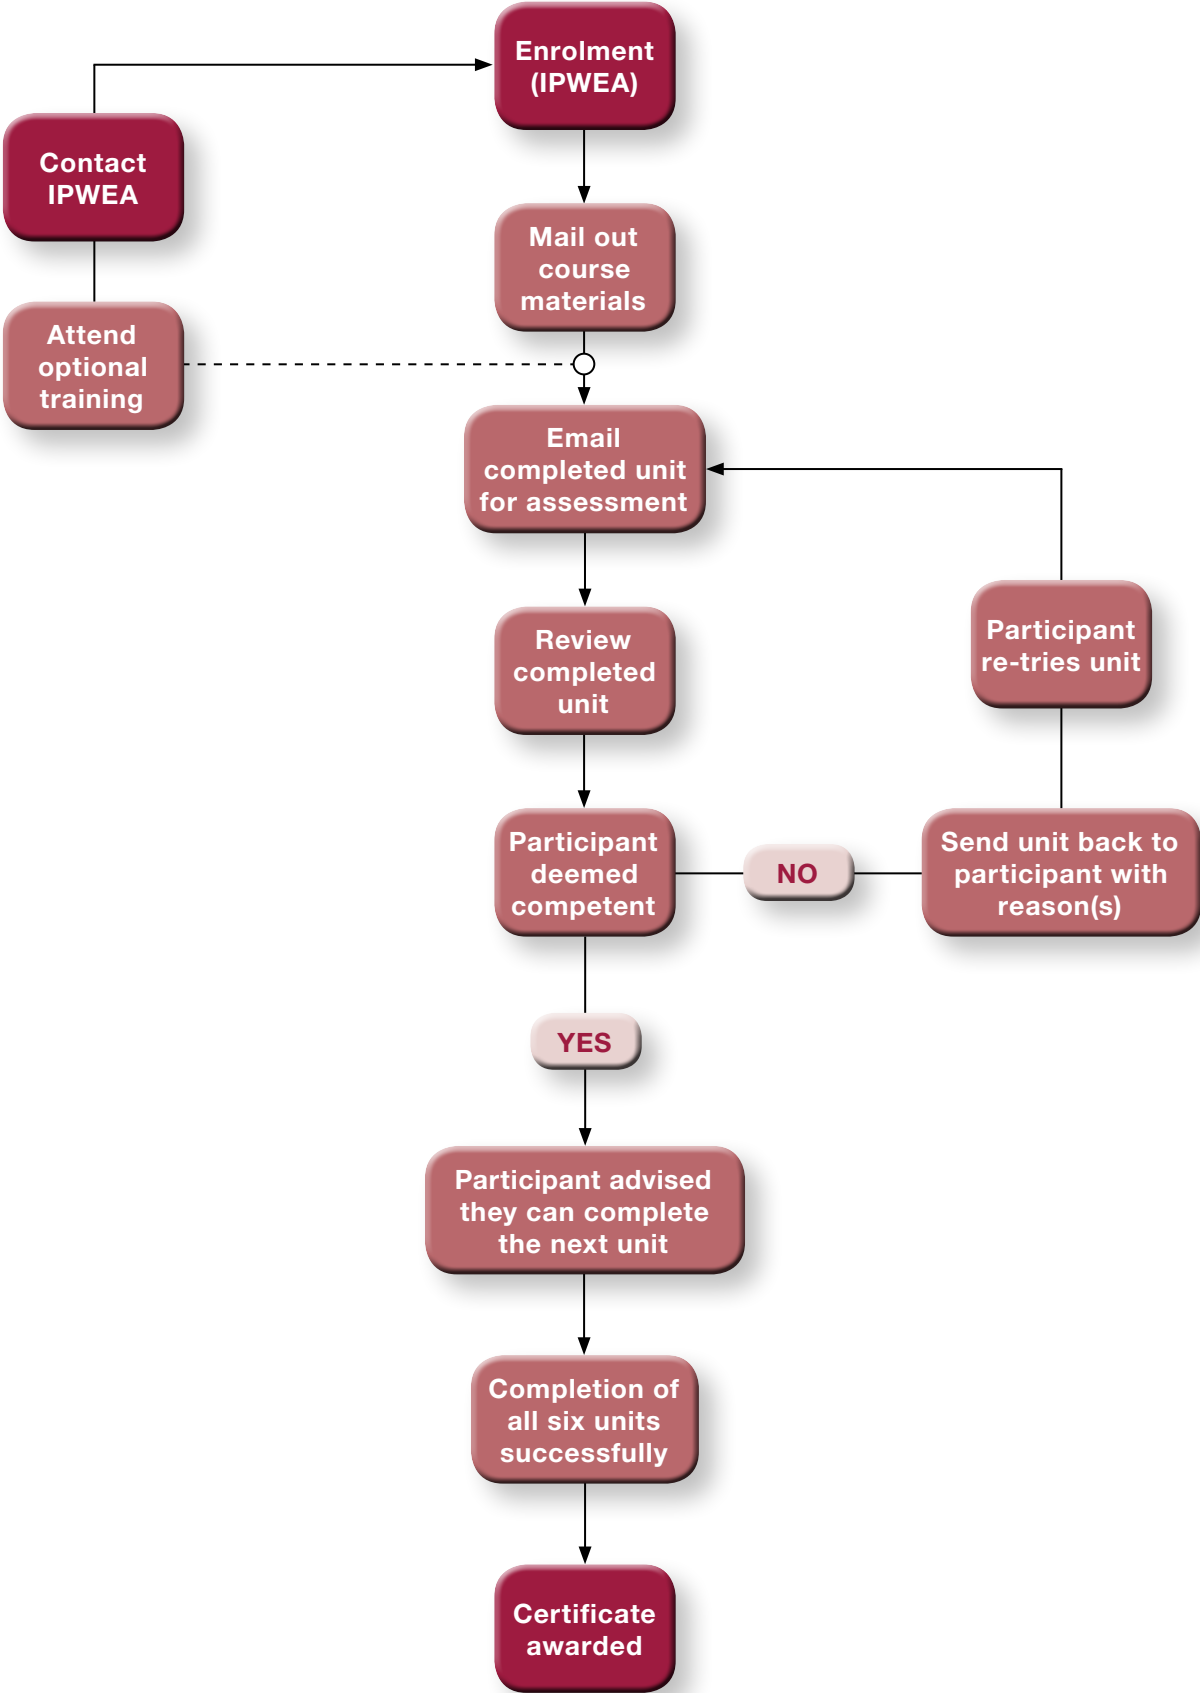 Enrolment
(IPWEA)
Contact
IPWEA
Mail out
course
materials
Attend
optional
training
Email
completed unit
for assessment
Participant
re-tries unit
Review
completed
unit
Participant
deemed
competent
NO
Send unit back to
participant with
reason(s)
YES
Participant advised
they can complete
the next unit
Completion of
all six units
successfully
Certificate
awarded